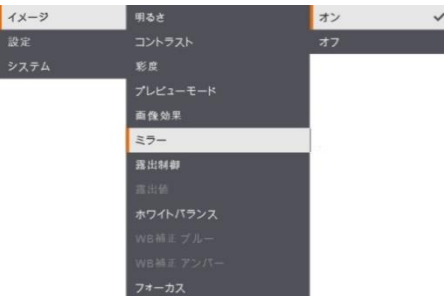 イメージ
設定
システム
明るさ
コントラスト
彩度
プレビューモード
画像効果
ミラー
露出制御
露出値
ホワイトバランス
WB補正 ブルー
WB補正 アンバー
フォーカス
オン
オフ